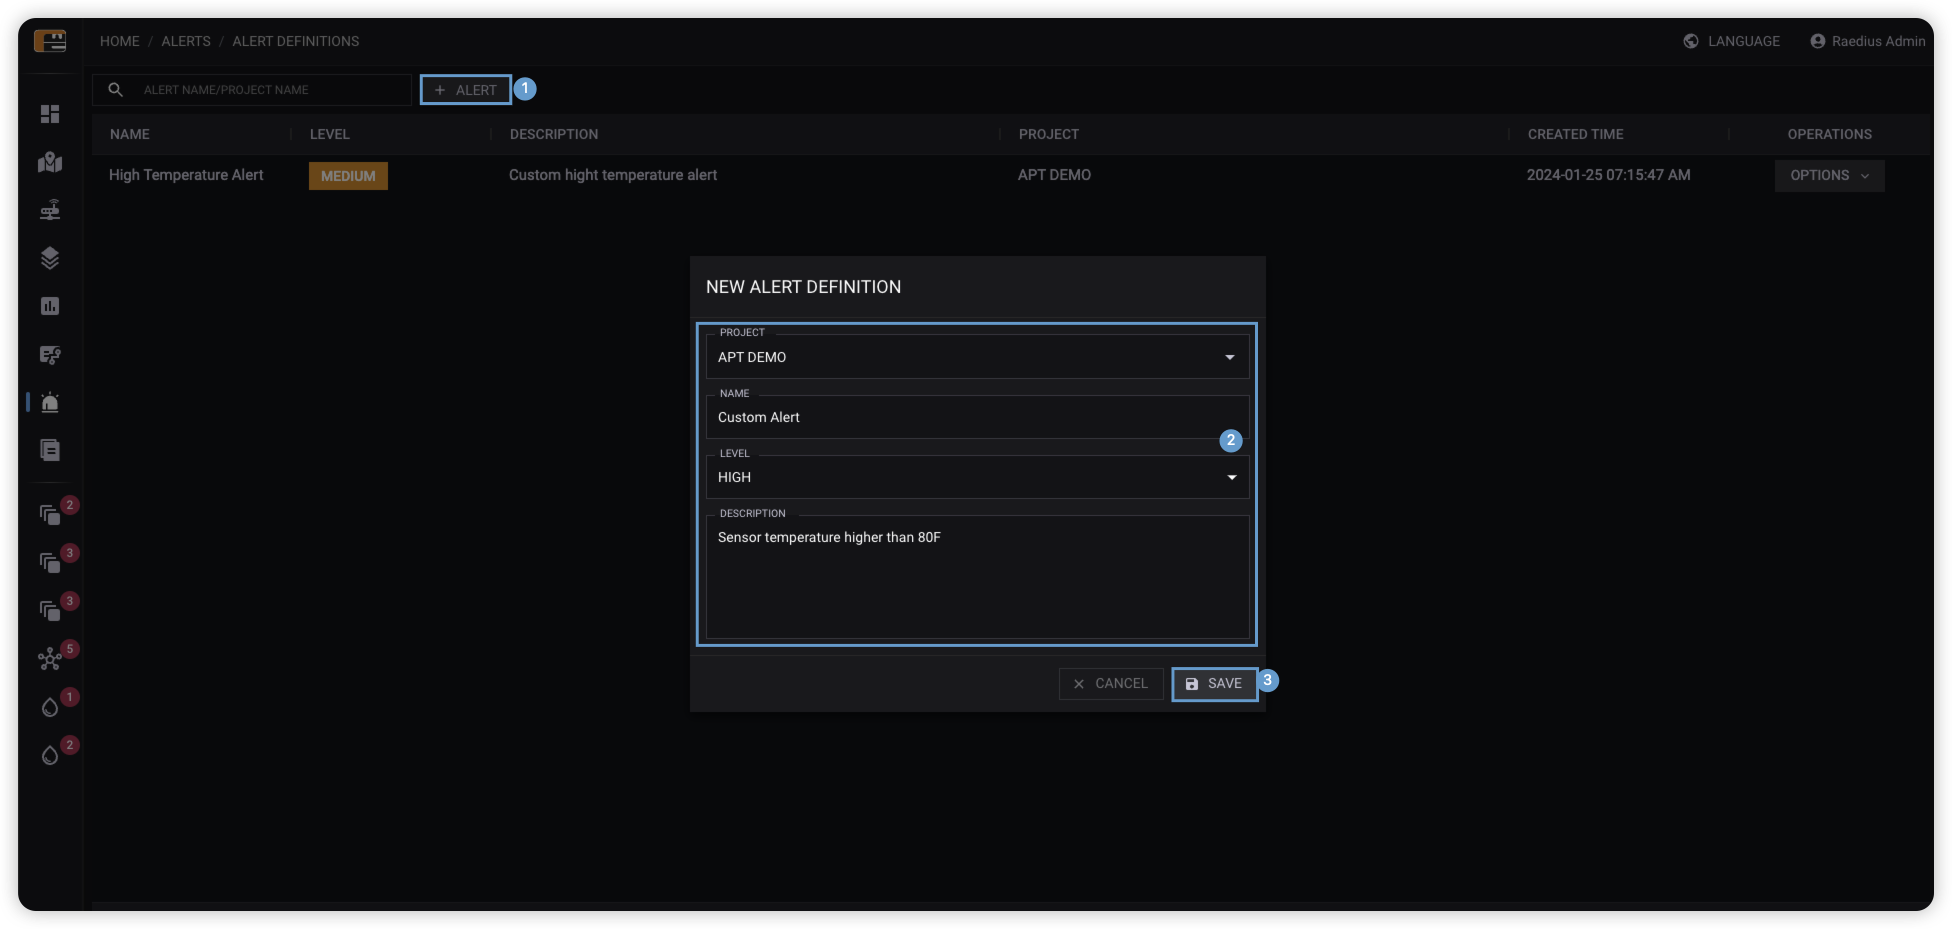 HOME / ALERTS / ALERT DEFINITIONS
LANGUAGE
Raedius Admin
ALERT NAME/PROJECT NAME
+ ALERT
1
NAME
LEVEL
DESCRIPTION
PROJECT
CREATED TIME
OPERATIONS
High Temperature Alert
MEDIUM
Custom hight temperature alert
APT DEMO
2024-01-25 07:15:47 AM
OPTIONS
NEW ALERT DEFINITION
PROJECT
APT DEMO
NAME
Custom Alert
2
LEVEL
HIGH
DESCRIPTION
Sensor temperature higher than 80F
CANCEL
SAVE
3
2
3
3
5
1
2